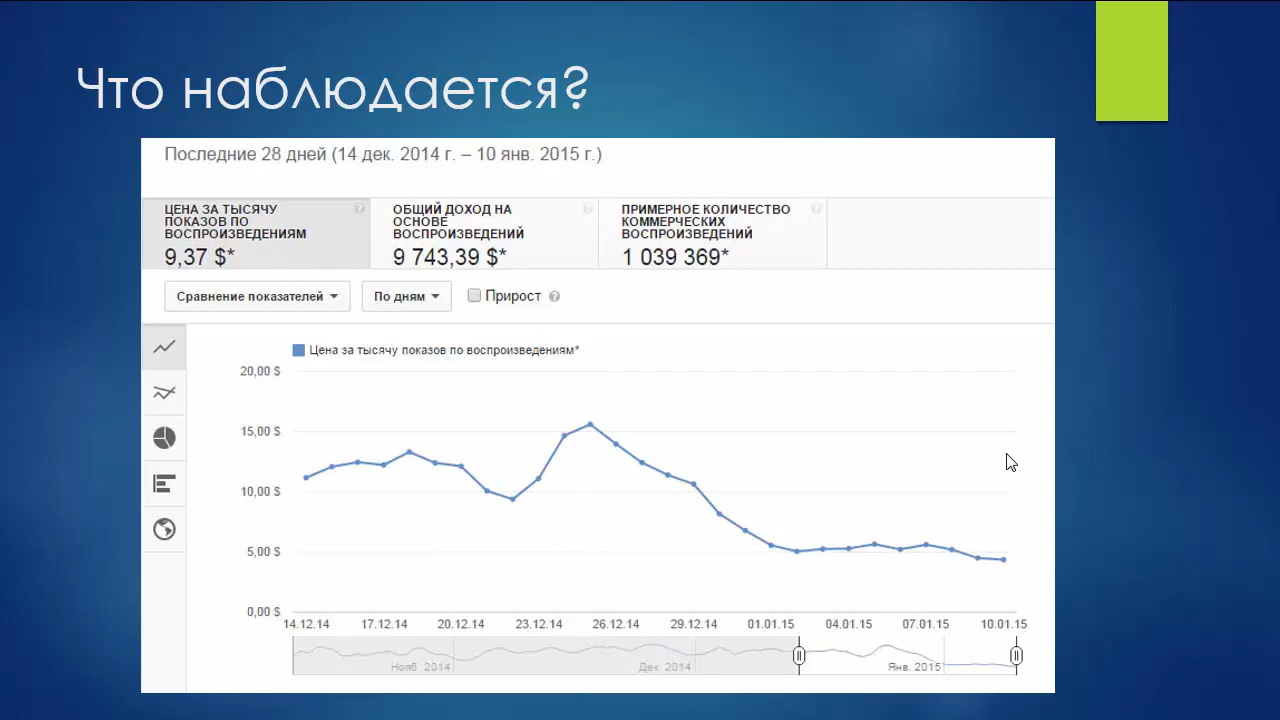 Что наблюдается?
Последние 28 дней (14 дек. 2014 г. – 10 янв. 2015 г.)
ЦЕНА ЗА ТЫСЯЧУ
ПОКАЗОВ ПО
ВОСПРОИЗВЕДЕНИЯМ
9,37 $*
ОБЩИЙ ДОХОД НА
ОСНОВЕ
ВОСПРОИЗВЕДЕНИЙ
9 743,39 $*
ПРИМЕРНОЕ КОЛИЧЕСТВО
КОММЕРЧЕСКИХ
ВОСПРОИЗВЕДЕНИЙ
1 039 369*
Сравнение показателей
По дням
Прирост ?
Цена за тысячу показов по воспроизведениям*
20,00 $
15,00 $
10,00 $
5,00 $
0,00 $
14.12.14 17.12.14 20.12.14 23.12.14 26.12.14 29.12.14 01.01.15 04.01.15 07.01.15 10.01.15
Нояб. 2014 Дек. 2014 Янв. 2015